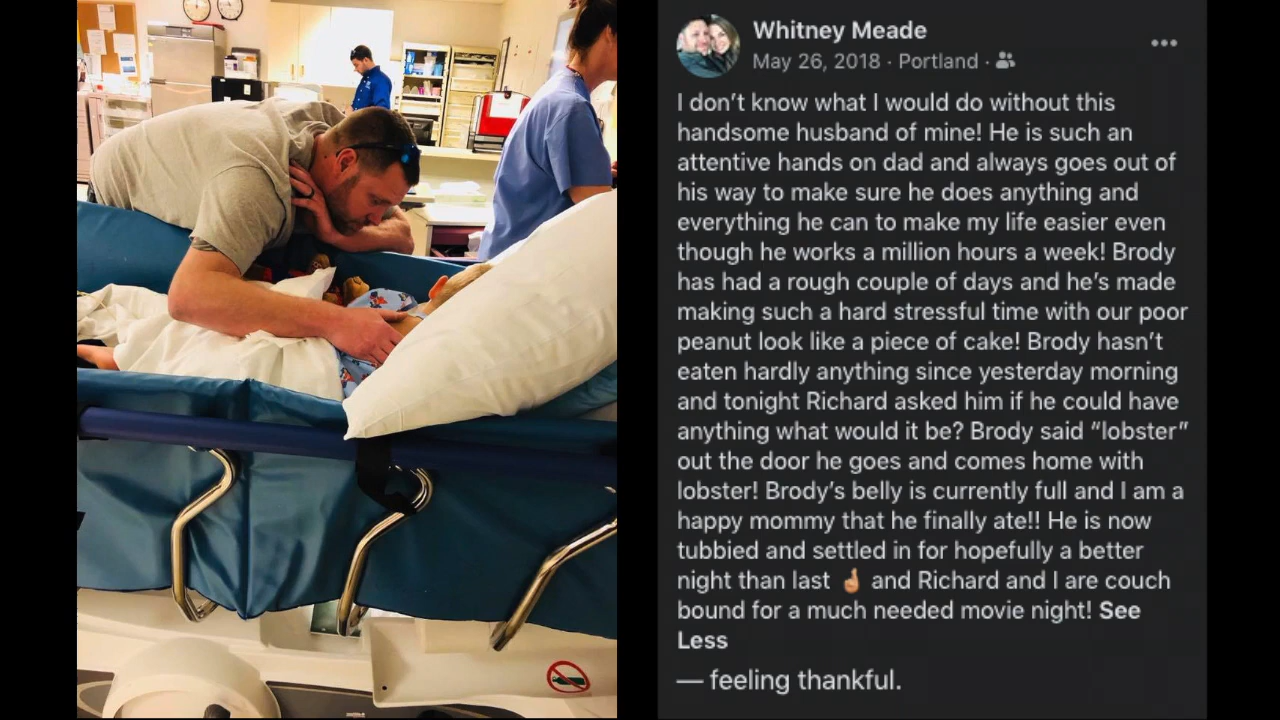 Whitney Meade
May 26, 2018 · Portland ·
I don’t know what I would do without this
handsome husband of mine! He is such an
attentive hands on dad and always goes out of
his way to make sure he does anything and
everything he can to make my life easier even
though he works a million hours a week! Brody
has had a rough couple of days and he’s made
making such a hard stressful time with our poor
peanut look like a piece of cake! Brody hasn’t
eaten hardly anything since yesterday morning
and tonight Richard asked him if he could have
anything what would it be? Brody said “lobster”
out the door he goes and comes home with
lobster! Brody’s belly is currently full and I am a
happy mommy that he finally ate!! He is now
tubbied and settled in for hopefully a better
night than last 🤞🏼 and Richard and I are couch
bound for a much needed movie night! See
Less
— feeling thankful.